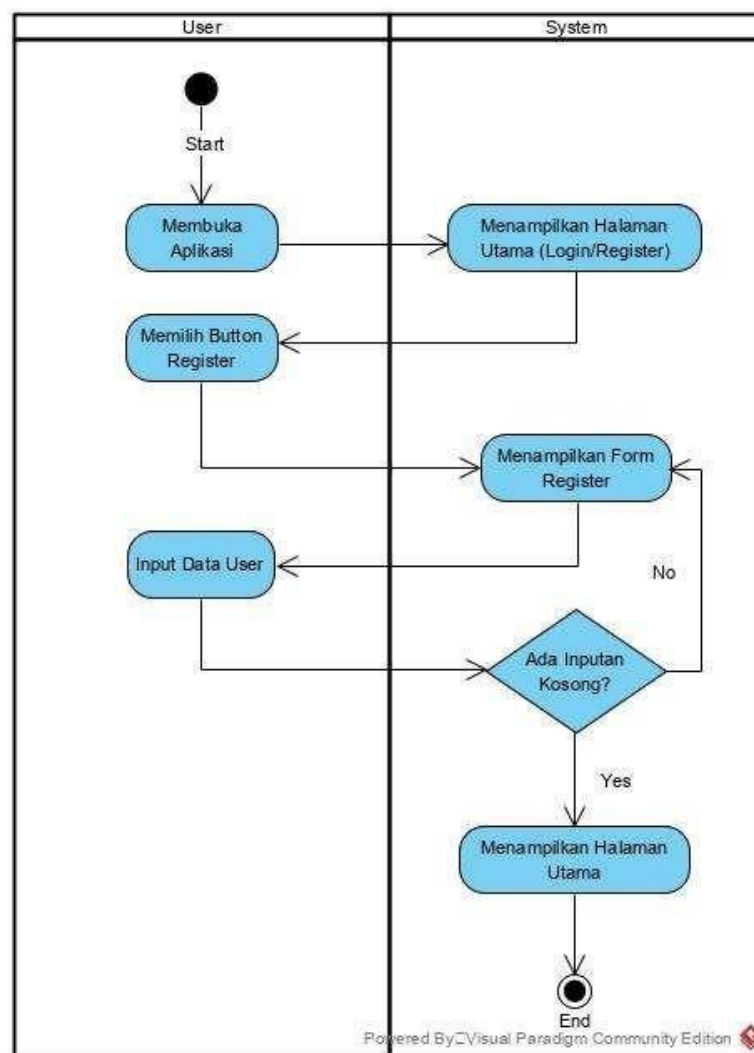 User
System
Start
Membuka
Aplikasi
Menampilkan Halaman
Utama (Login/Register)
Memilih Button
Register
Menampilkan Form
Register
Input Data User
No
Ada Inputan
Kosong?
Yes
Menampilkan Halaman
Utama
End
Powered By Visual Paradigm Community Edition